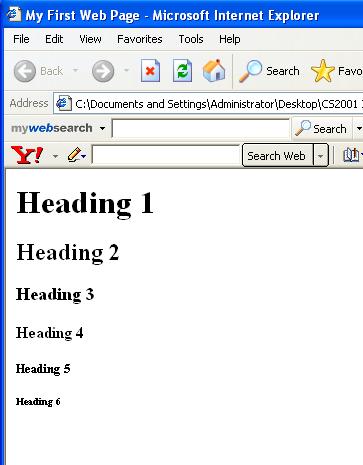 My First Web Page - Microsoft Internet Explorer
File Edit View Favorites Tools Help
Back Search Favo
Address C:\Documents and Settings\Administrator\Desktop\CS2001
mywebsearch Search
Y! Search Web
Heading 1
Heading 2
Heading 3
Heading 4
Heading 5
Heading 6